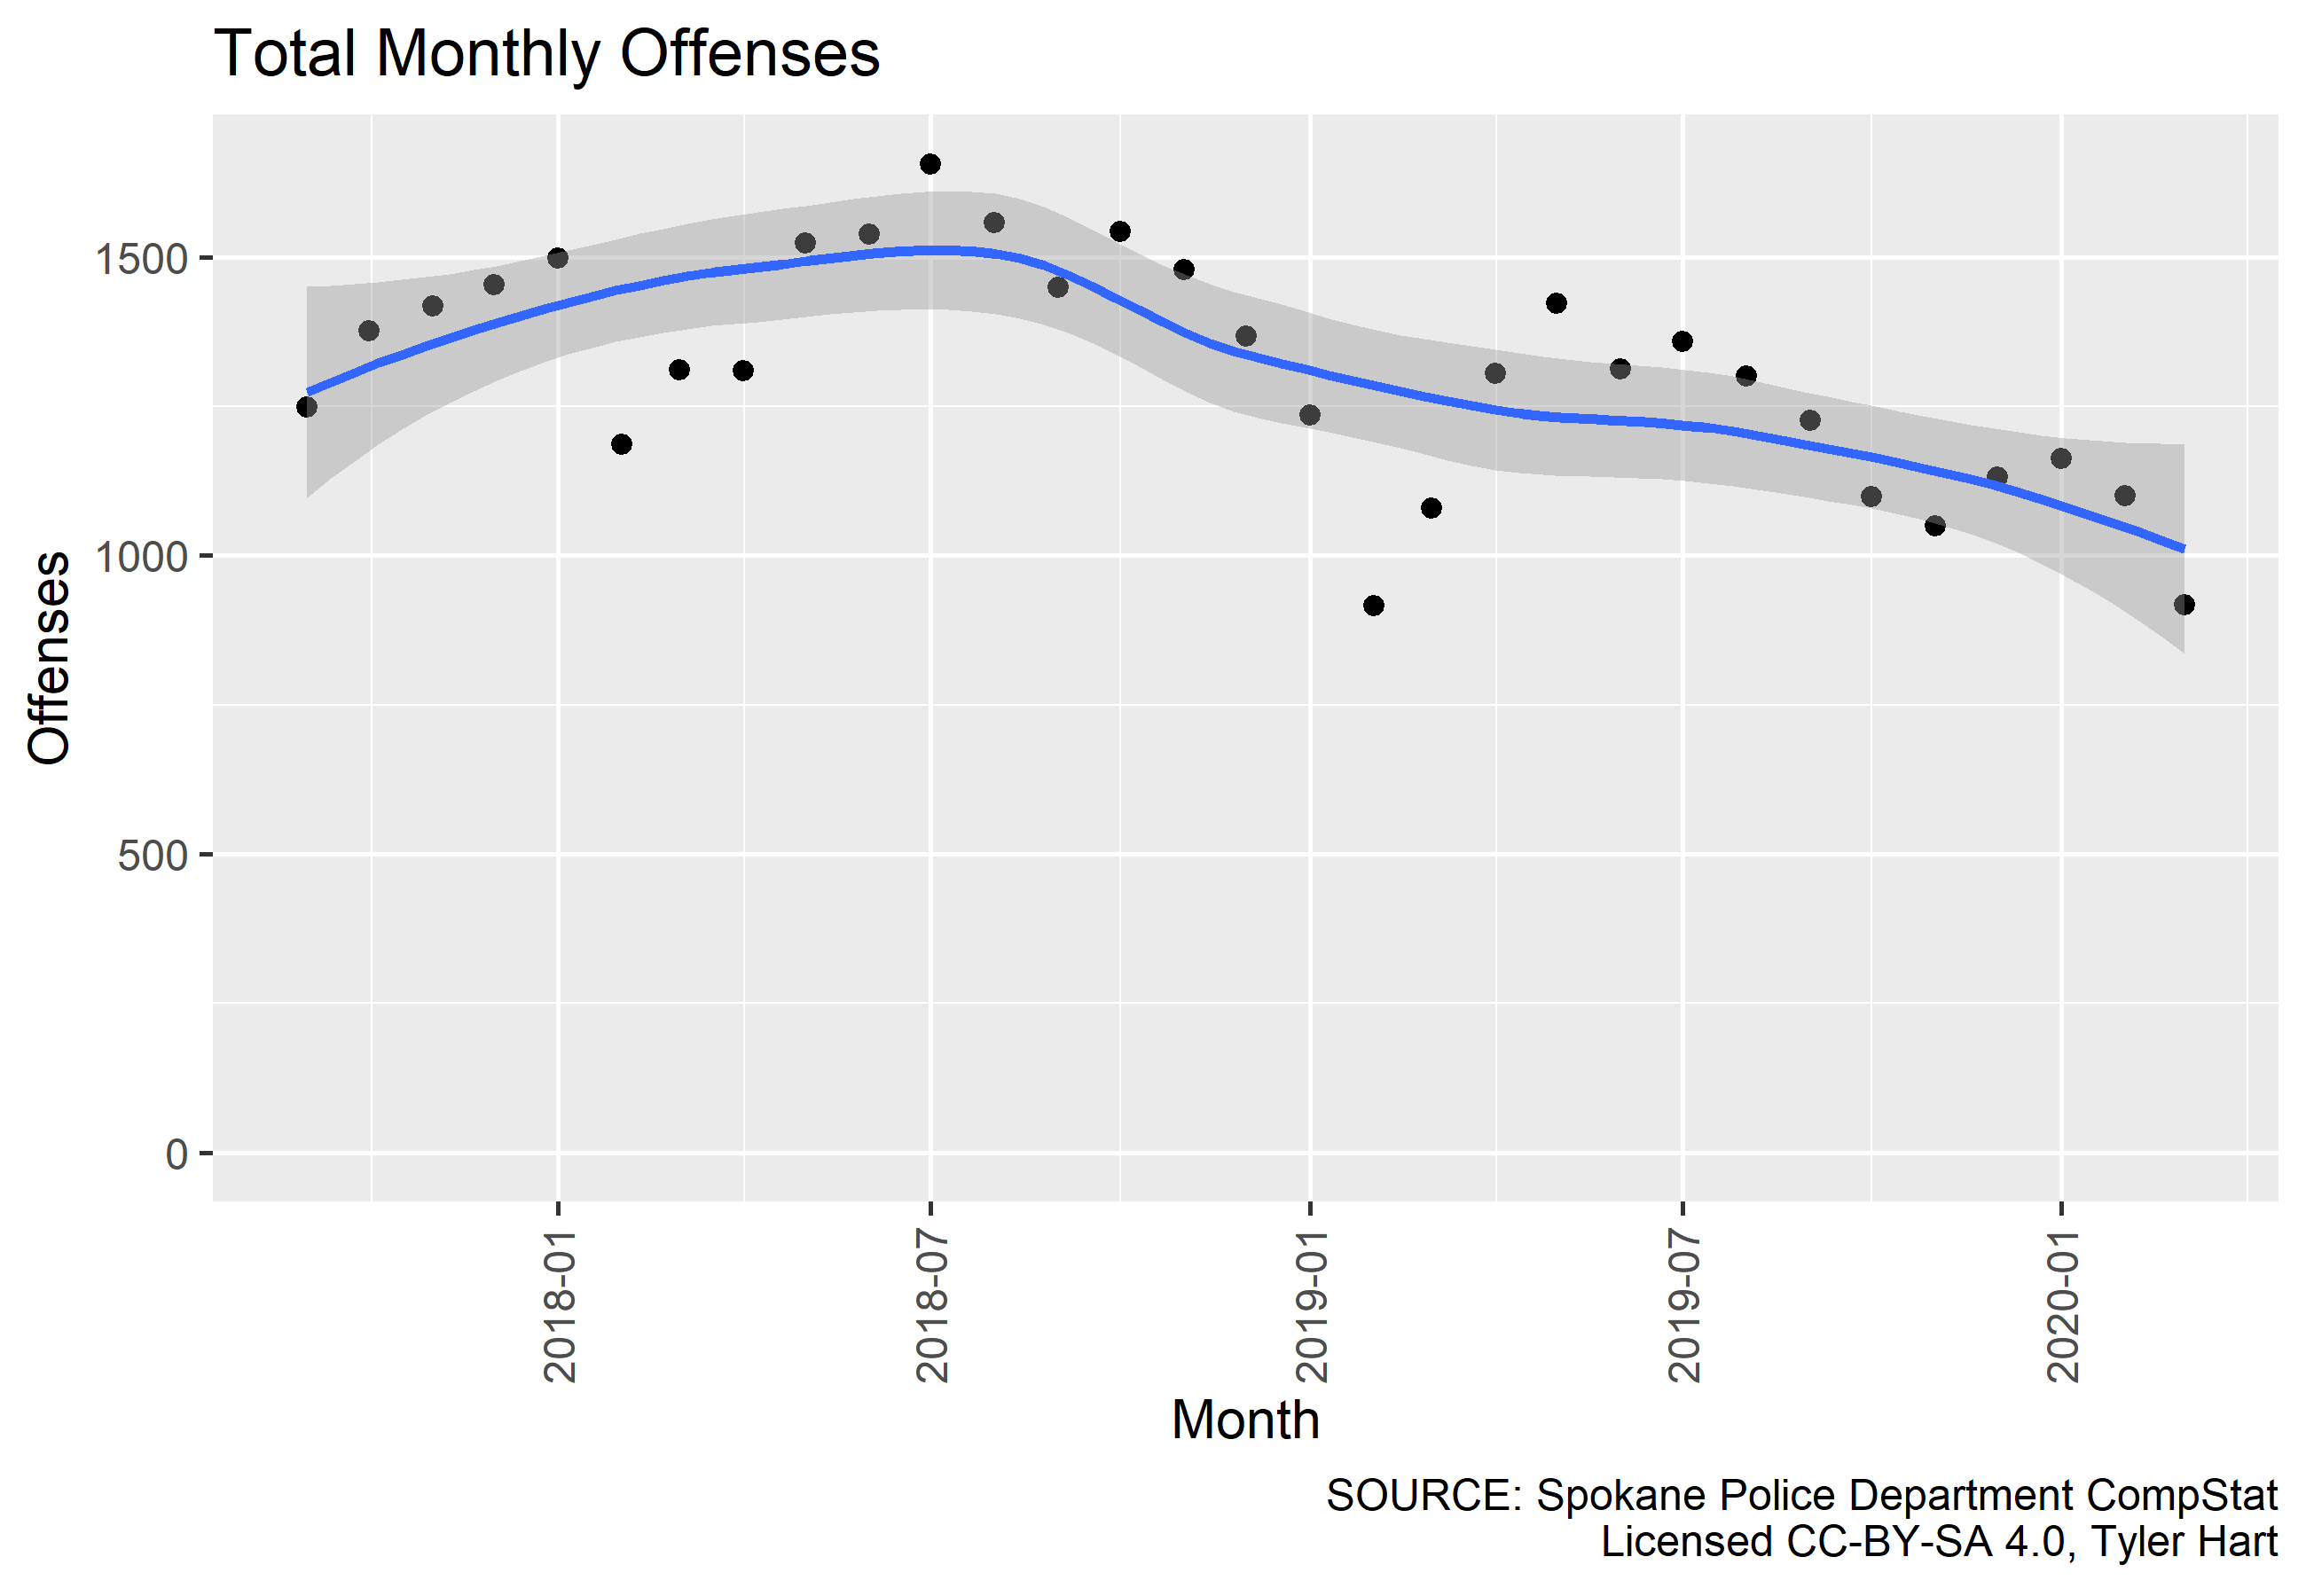 Total Monthly Offenses
Offenses
1500
1000
500
0
2018-01
2018-07
2019-01
2019-07
2020-01
Month
SOURCE: Spokane Police Department CompStat
Licensed CC-BY-SA 4.0, Tyler Hart